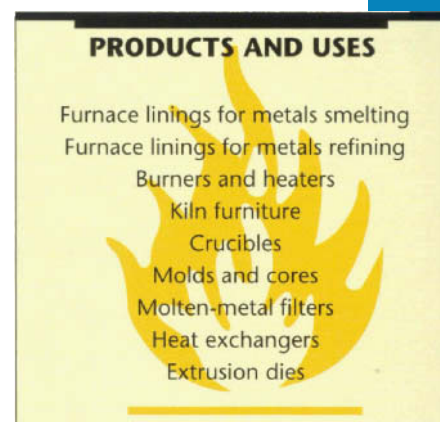 PRODUCTS AND USES
Furnace linings for metals smelting
Furnace linings for metals refining
Burners and heaters
Kiln furniture
Crucibles
Molds and cores
Molten-metal filters
Heat exchangers
Extrusion dies